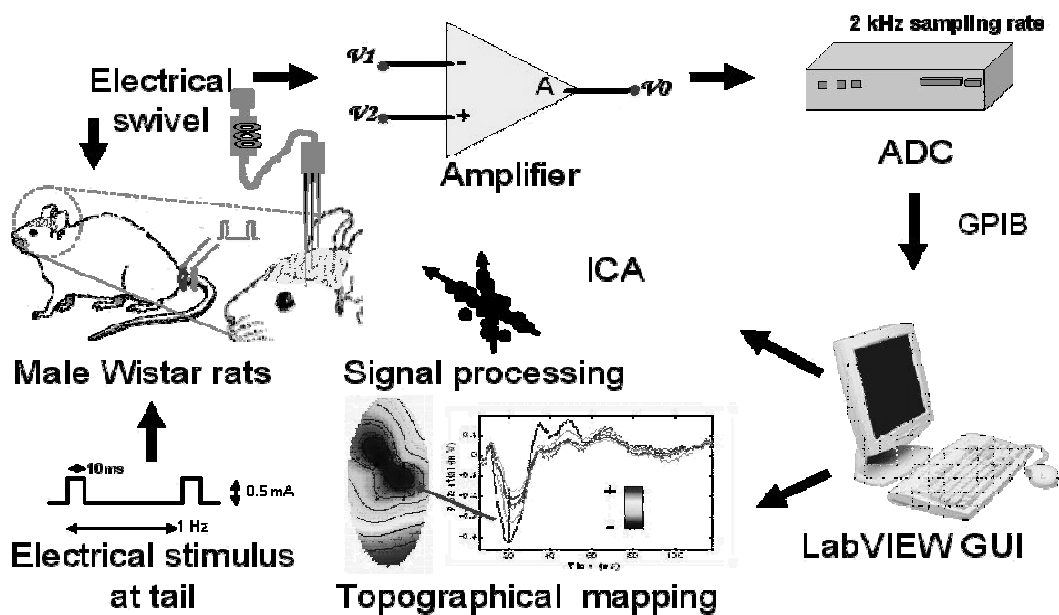 2 kHz sampling rate
V1
-
A
V0
V2
+
Electrical
swivel
Amplifier
ADC
GPIB
ICA
Male Wistar rats
Signal processing
10ms
0.5 mA
1 Hz
Electrical stimulus
at tail
+
-
LabVIEW GUI
Topographical mapping